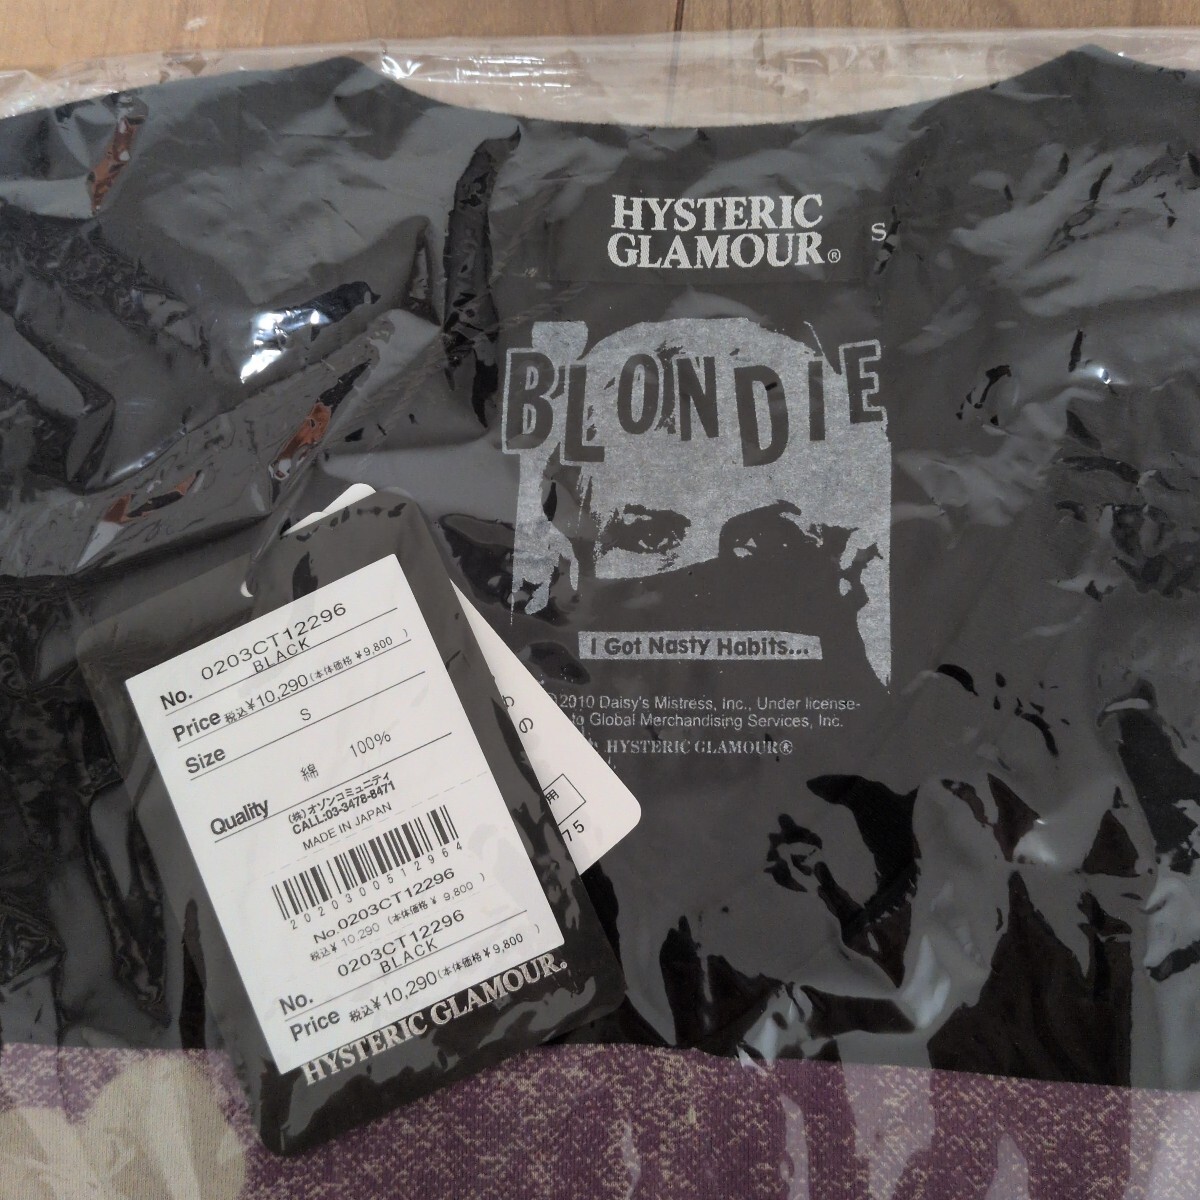 HYSTERIC
GLAMOUR®
S
BLONDIE
I Got Nasty Habits...
©2010 Daisy's Mistress, Inc., Under license-
to Global Merchandising Services, Inc.
HYSTERIC GLAMOUR®
No. 0203CT12296
BLACK
Price 税込¥10,290(本体価格 ¥9,800 )
Size S
Quality 綿 100%
(株)オゾンコミュニティ
CALL:03-3478-8471
MADE IN JAPAN
2020300512964
No.0203CT12296
税込¥ 10,290 (本体価格 ¥ 9,800 )
0203CT12296
No. BLACK
Price 税込¥10,290(本体価格¥9,800 )
HYSTERIC GLAMOUR®
の
用
75